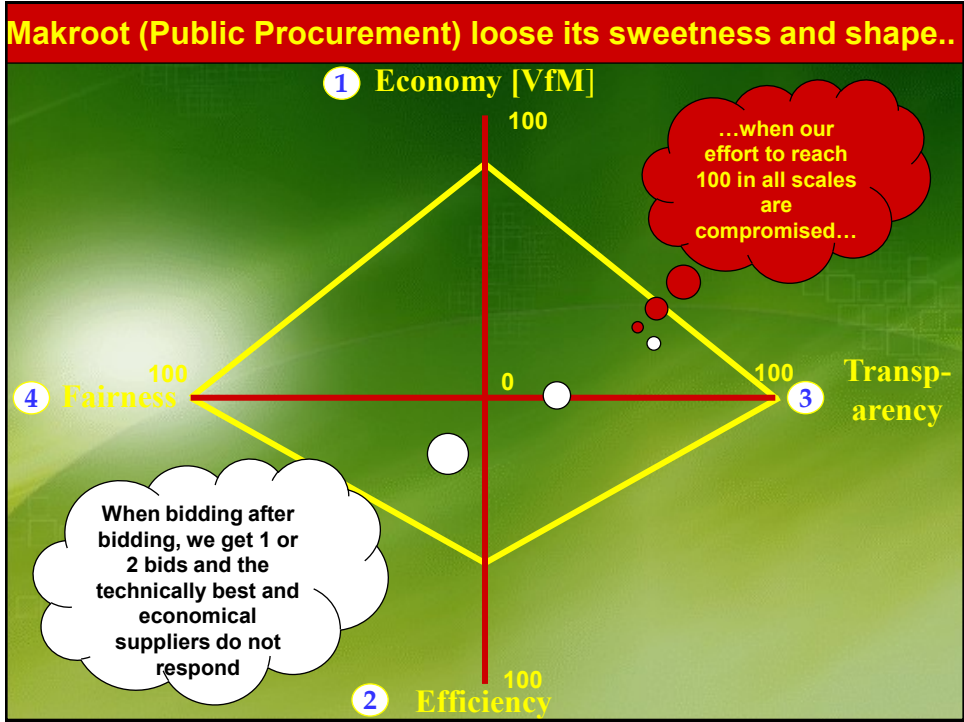 Makroot (Public Procurement) loose its sweetness and shape..
1 Economy [VfM]
100
…when our
effort to reach
100 in all scales
are
compromised…
100
0
100
Transp-
arency
4 Fairness
3
When bidding after
bidding, we get 1 or
2 bids and the
technically best and
economical
suppliers do not
respond
100
2 Efficiency